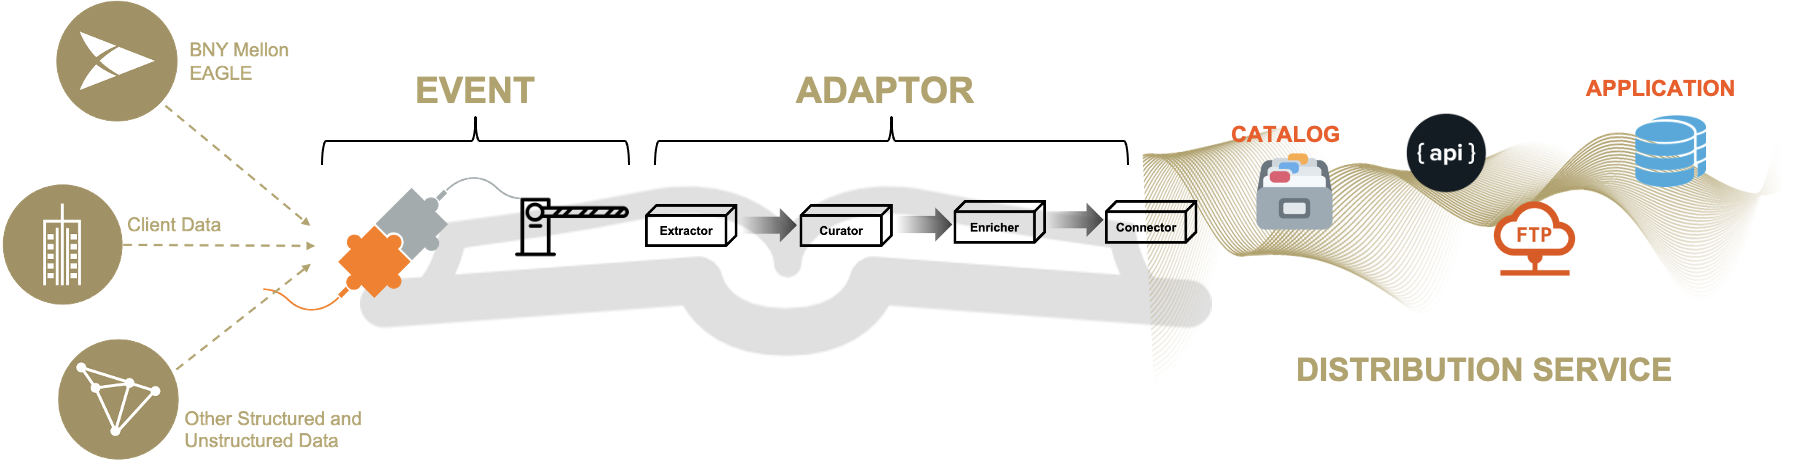 BNY Mellon
EAGLE
Client Data
Other Structured and
Unstructured Data
EVENT
ADAPTOR
Extractor
Curator
Enricher
Connector
CATALOG
{ api }
FTP
APPLICATION
DISTRIBUTION SERVICE